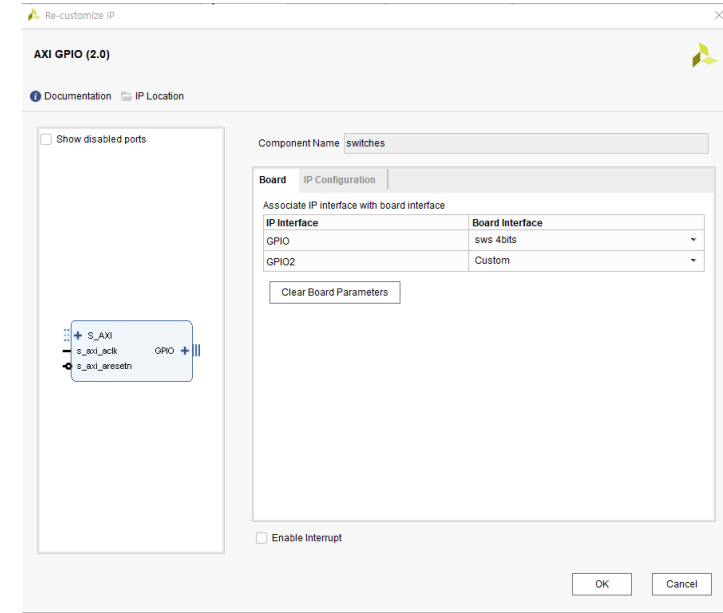 Re-customize IP
AXI GPIO (2.0)
Documentation IP Location
Show disabled ports
S_AXI
s_axi_aclk GPIO
s_axi_aresetn
Component Name switches
Board IP Configuration
Associate IP interface with board interface
IP Interface Board Interface
GPIO sws 4bits
GPIO2 Custom
Clear Board Parameters
Enable Interrupt
OK Cancel